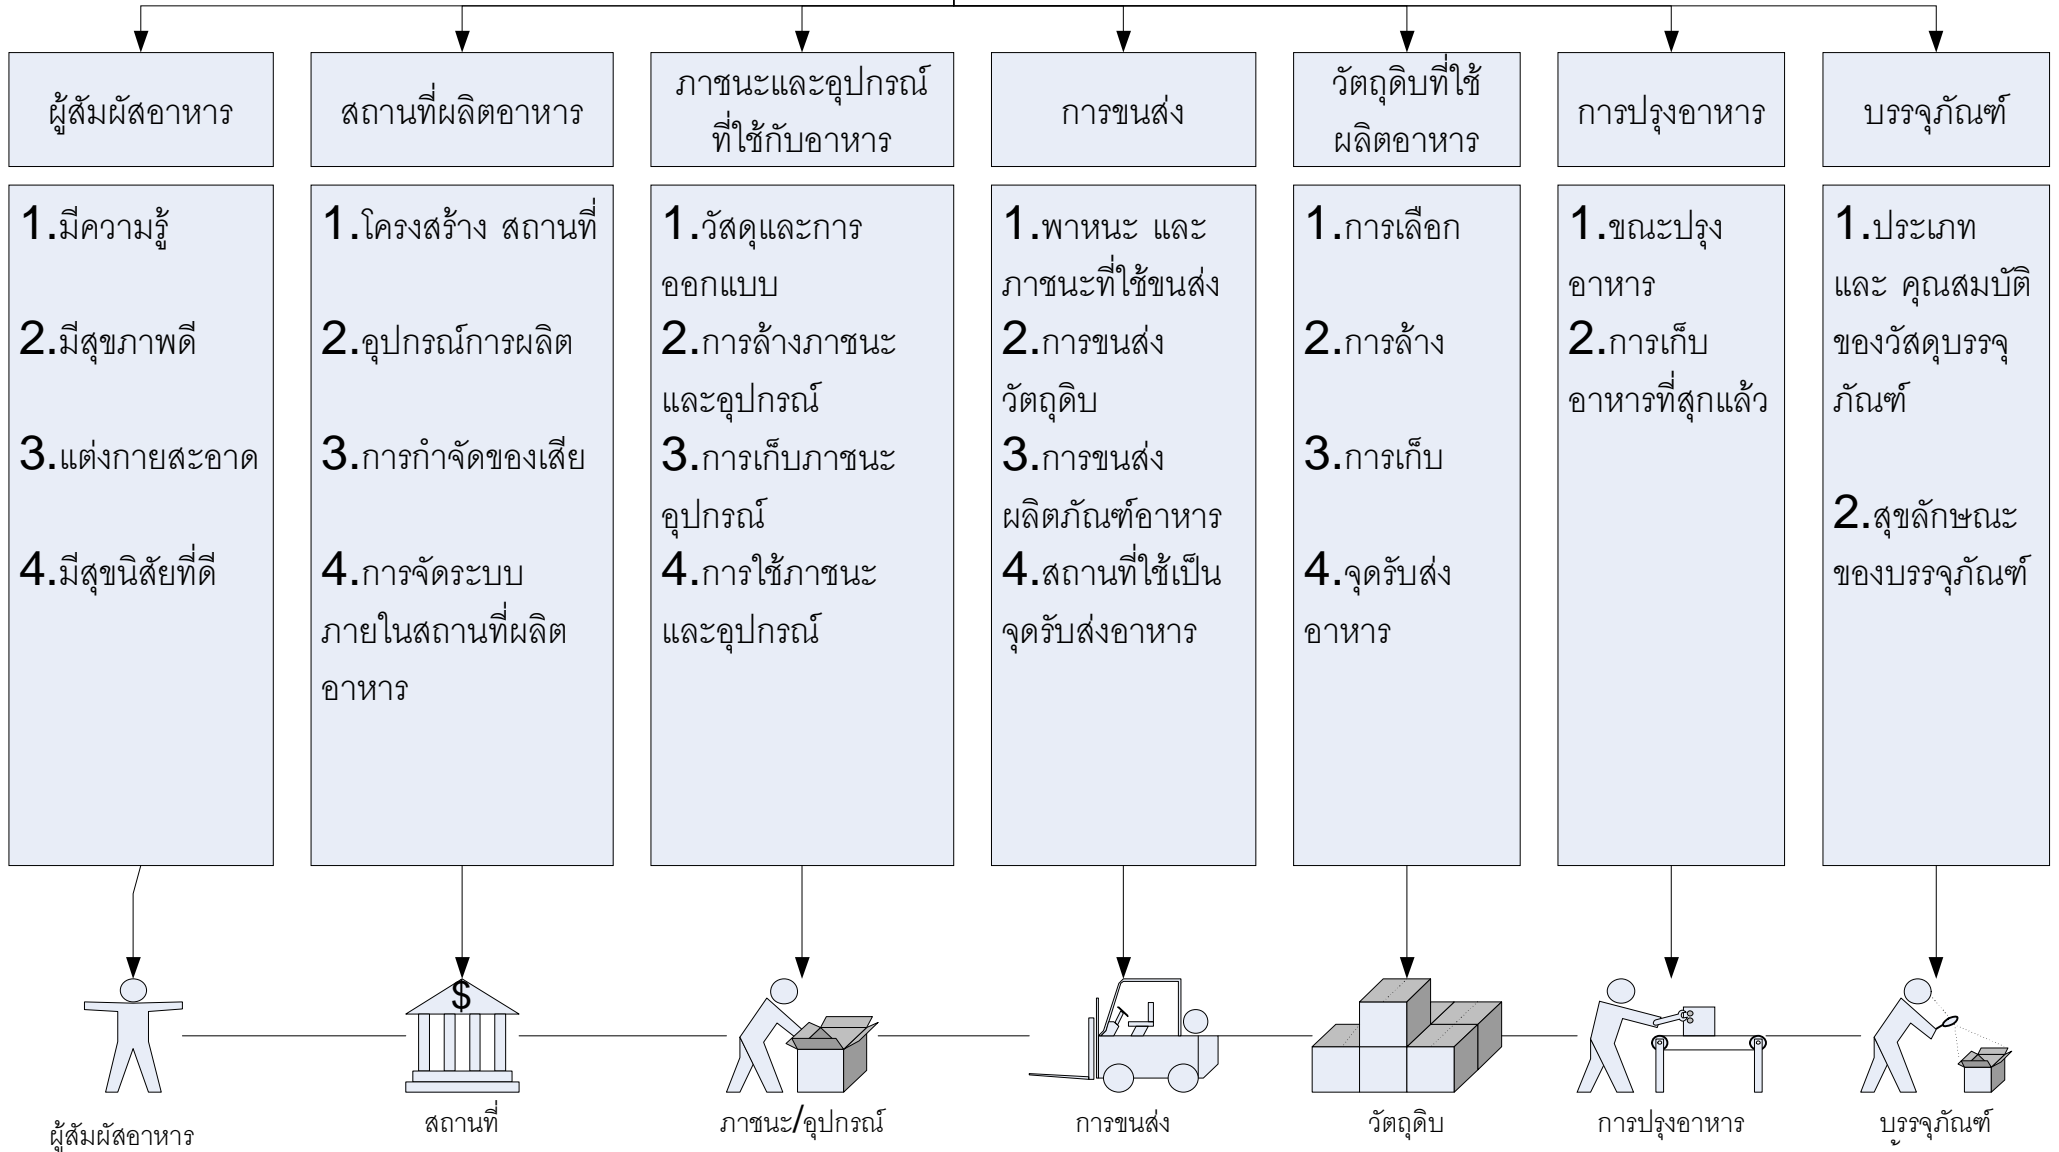 ผู้สัมผัสอาหาร
สถานที่ผลิตอาหาร
ภาชนะและอุปกรณ์
ที่ใช้กับอาหาร
การขนส่ง
วัตถุดิบที่ใช้
ผลิตอาหาร
การปรุงอาหาร
บรรจุภัณฑ์
1.มีความรู้
2.มีสุขภาพดี
3.แต่งกายสะอาด
4.มีสุขนิสัยที่ดี
1.โครงสร้าง สถานที่
2.อุปกรณ์การผลิต
3.การกำจัดของเสีย
4.การจัดระบบ
ภายในสถานที่ผลิต
อาหาร
1.วัสดุและการ
ออกแบบ
2.การล้างภาชนะ
และอุปกรณ์
3.การเก็บภาชนะ
อุปกรณ์
4.การใช้ภาชนะ
และอุปกรณ์
1.พาหนะ และ
ภาชนะที่ใช้ขนส่ง
2.การขนส่ง
วัตถุดิบ
3.การขนส่ง
ผลิตภัณฑ์อาหาร
4.สถานที่ใช้เป็น
จุดรับส่งอาหาร
1.การเลือก
2.การล้าง
3.การเก็บ
4.จุดรับส่ง
อาหาร
1.ขณะปรุง
อาหาร
2.การเก็บ
อาหารที่สุกแล้ว
1.ประเภท
และ คุณสมบัติ
ของวัสดุบรรจุ
ภัณฑ์
2.สุขลักษณะ
ของบรรจุภัณฑ์
$
ผู้สัมผัสอาหาร
สถานที่
ภาชนะ/อุปกรณ์
การขนส่ง
วัตถุดิบ
การปรุงอาหาร
บรรจุภัณฑ์